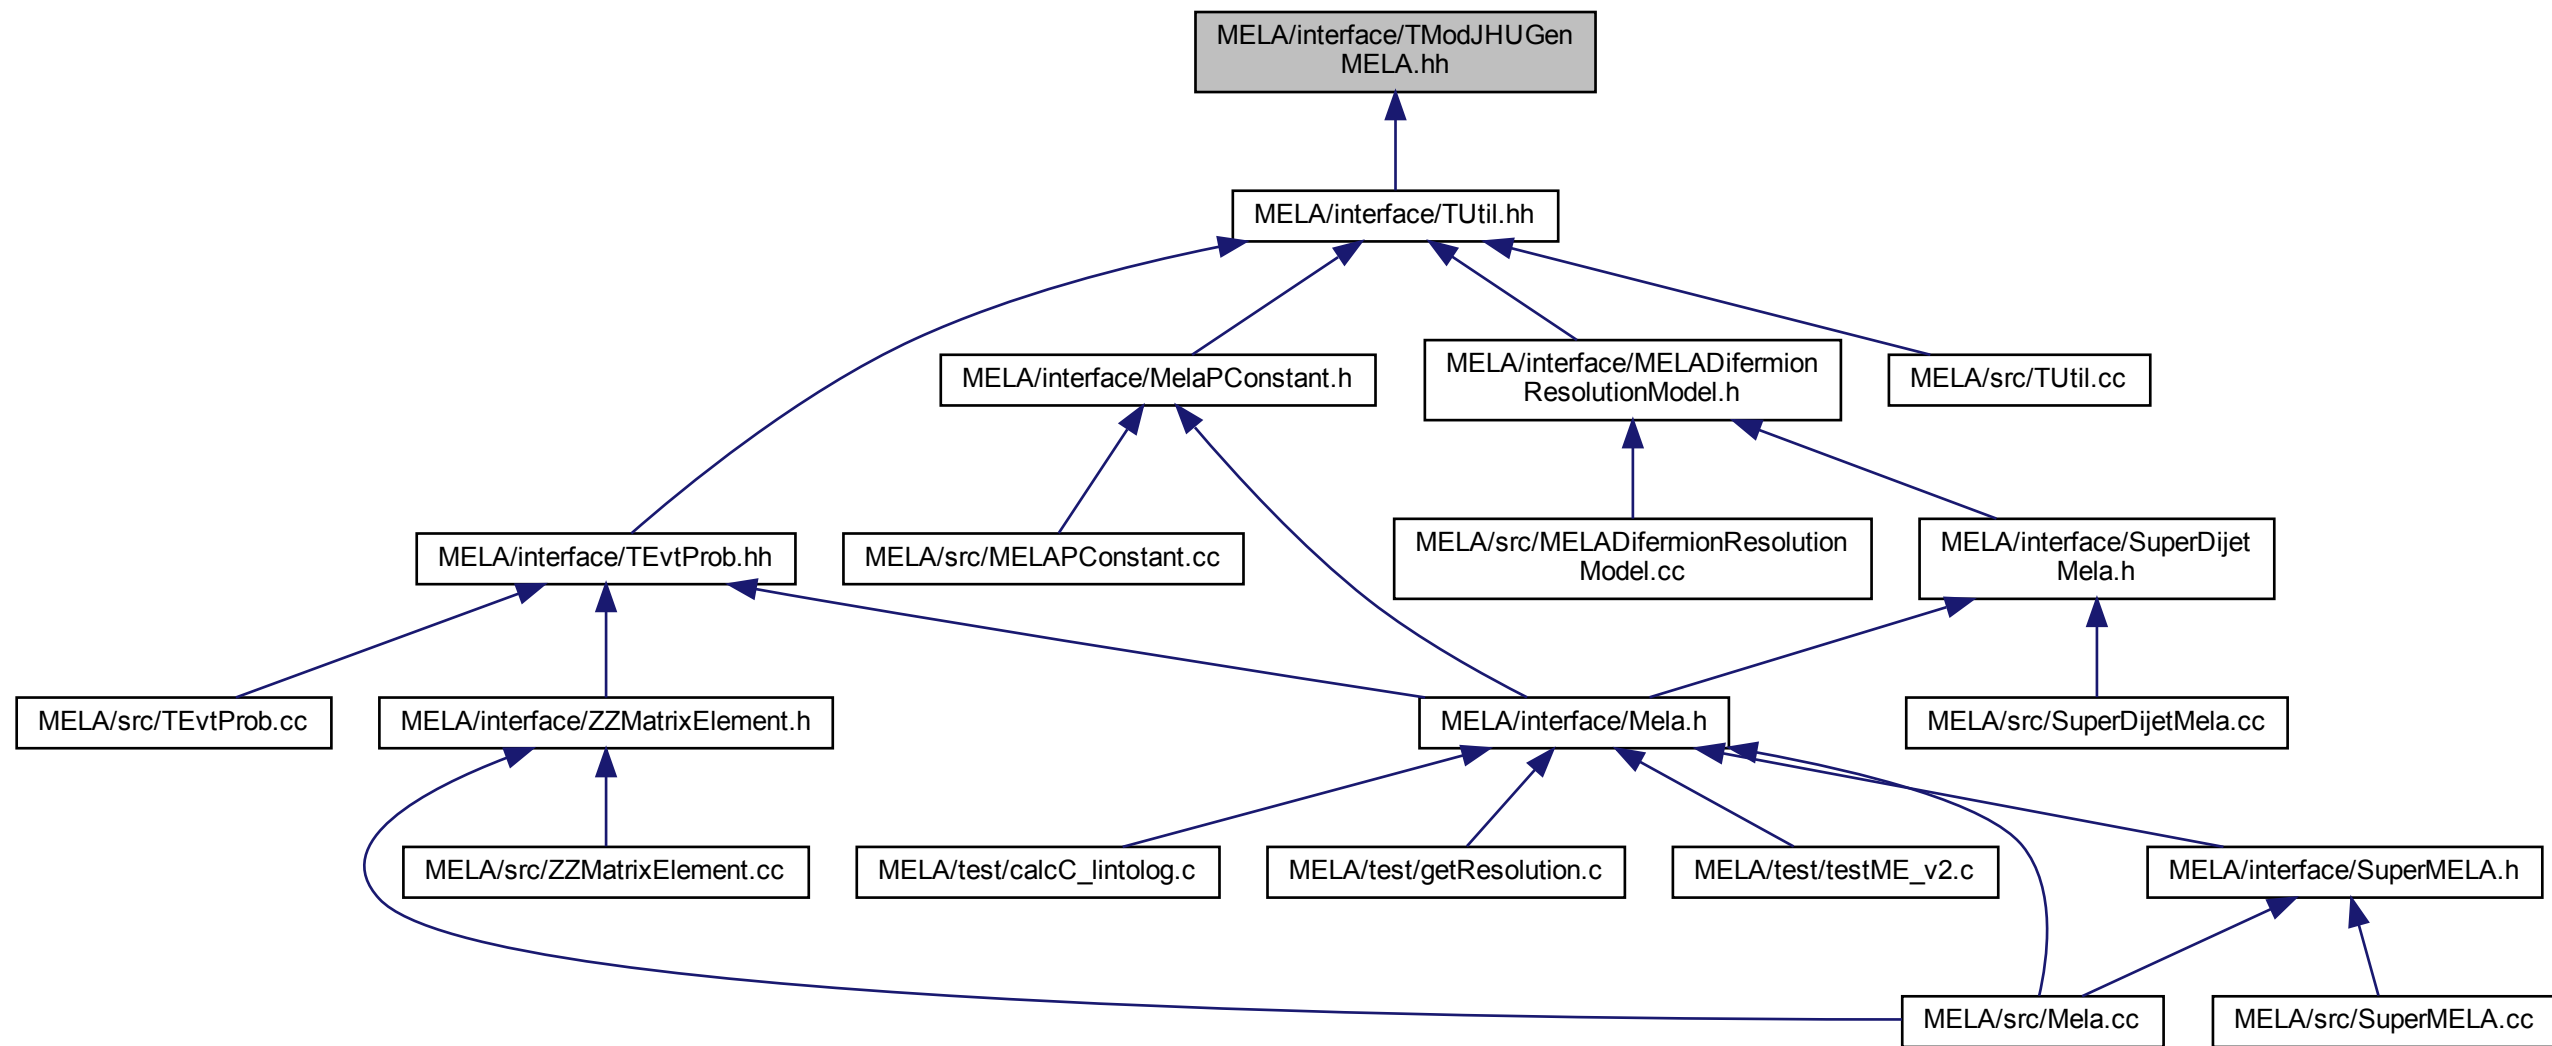 MELA/interface/TModJHUGen
MELA.hh
MELA/interface/TUtil.hh
MELA/interface/MelaPConstant.h
MELA/interface/MELADifermion
ResolutionModel.h
MELA/src/TUtil.cc
MELA/interface/TEvtProb.hh
MELA/src/MELAPConstant.cc
MELA/src/MELADifermionResolution
Model.cc
MELA/interface/SuperDijet
Mela.h
MELA/src/TEvtProb.cc
MELA/interface/ZZMatrixElement.h
MELA/interface/Mela.h
MELA/src/SuperDijetMela.cc
MELA/src/ZZMatrixElement.cc
MELA/test/calcC_lintolog.c
MELA/test/getResolution.c
MELA/test/testME_v2.c
MELA/interface/SuperMELA.h
MELA/src/Mela.cc
MELA/src/SuperMELA.cc